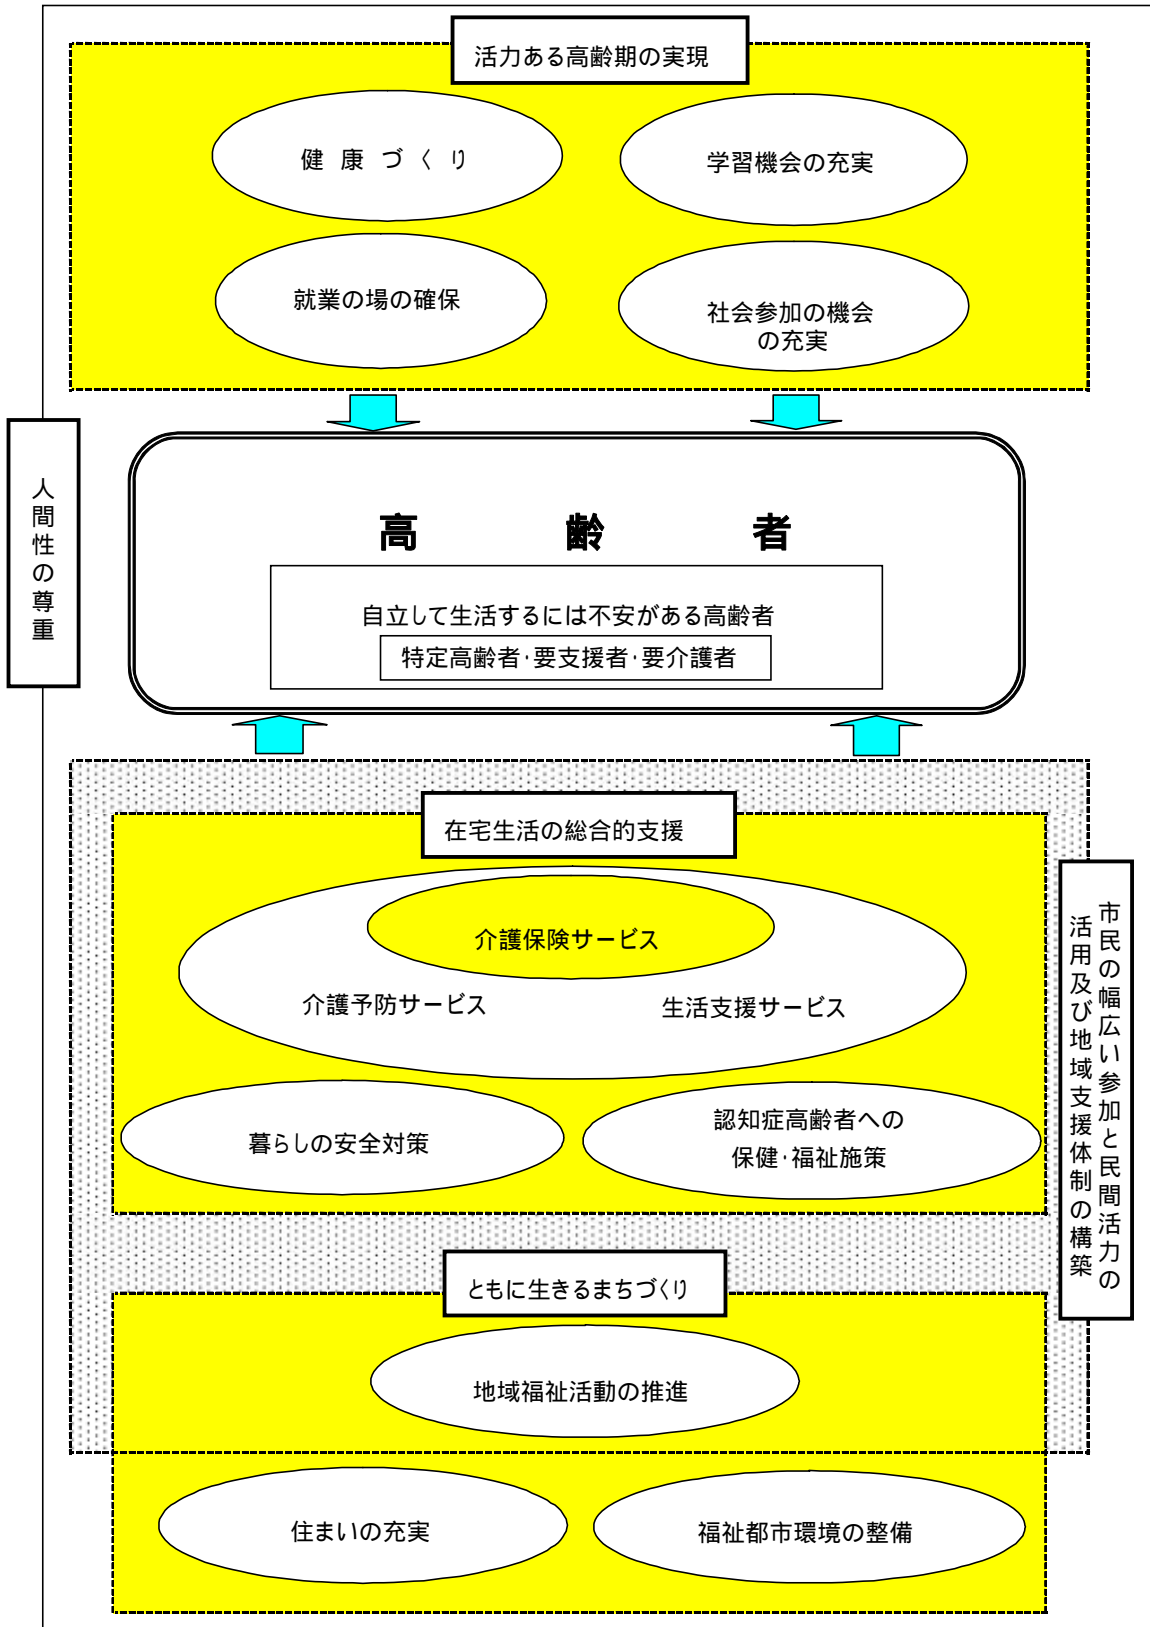 活力ある高齢期の実現
健康づくり
学習機会の充実
就業の場の確保
社会参加の機会
の充実
人間性の尊重
高齢者
自立して生活するには不安がある高齢者
特定高齢者・要支援者・要介護者
在宅生活の総合的支援
介護保険サービス
介護予防サービス
生活支援サービス
暮らしの安全対策
認知症高齢者への
保健・福祉施策
市民の幅広い参加と民間活力の
活用及び地域支援体制の構築
ともに生きるまちづくり
地域福祉活動の推進
住まいの充実
福祉都市環境の整備